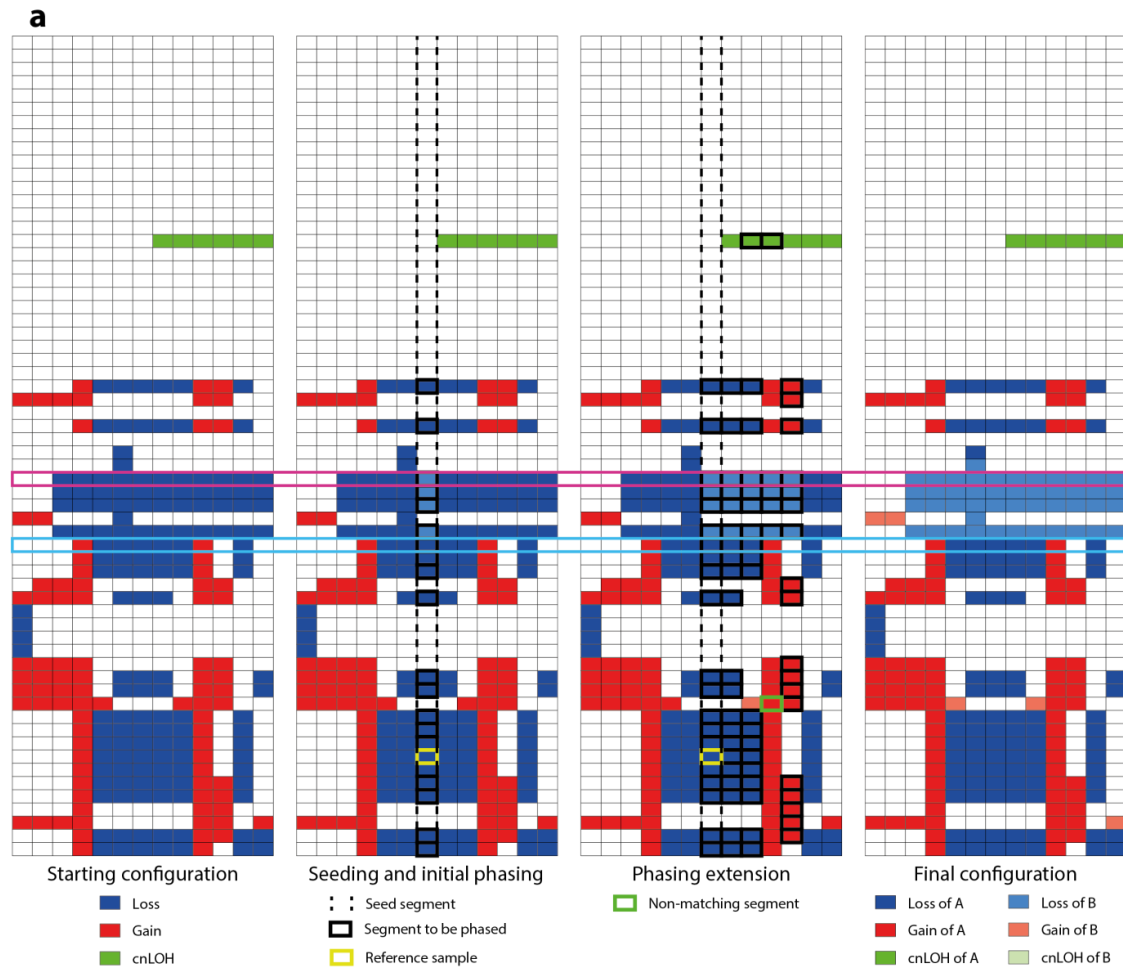 a
Starting configuration
Seeding and initial phasing
Phasing extension
Final configuration
Loss
Gain
cnLOH
Seed segment
Segment to be phased
Reference sample
Non-matching segment
Loss of A
Loss of B
Gain of A
Gain of B
cnLOH of A
cnLOH of B